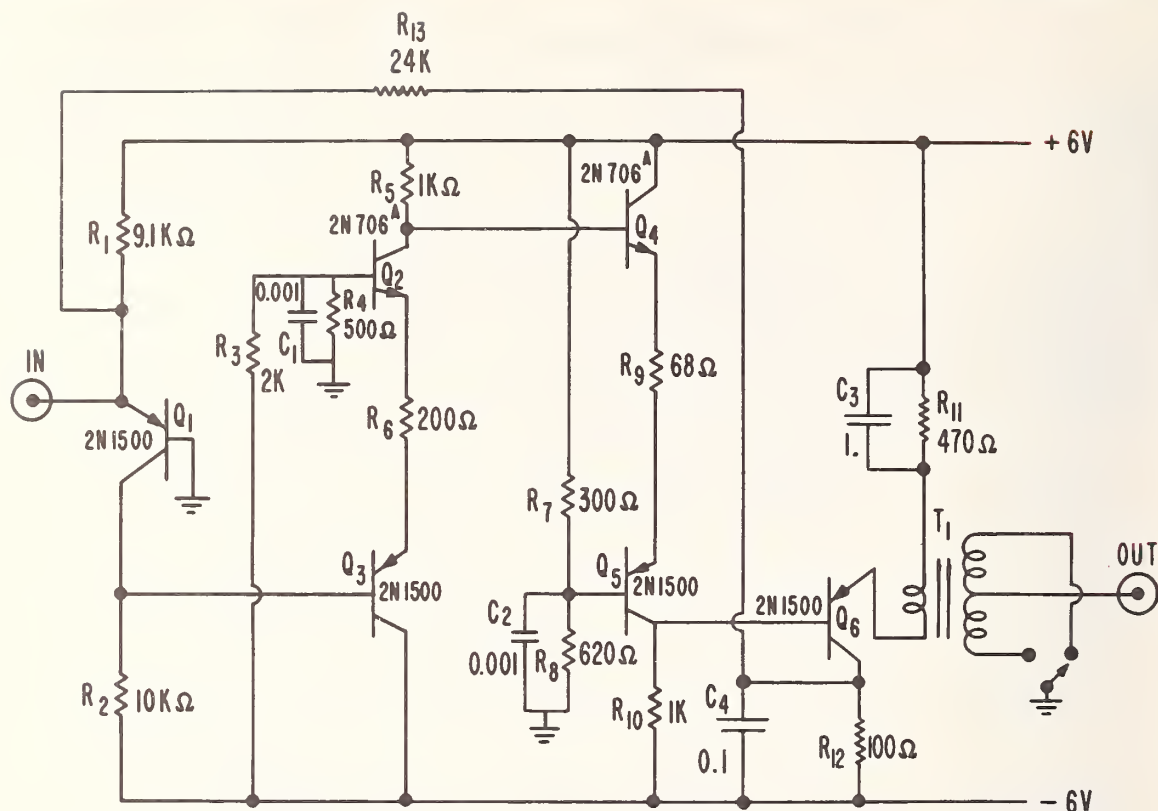 R13
24K
+ 6V
2N706A
R5
1KΩ
2N706A
Q4
R1
9.1KΩ
Q2
0.001
R4
500Ω
C1
R3
2K
IN
R9
68Ω
C3
1.
R11
470Ω
Q1
2N1500
R6
200Ω
R7
300Ω
T1
OUT
Q3
2N1500
Q5
2N1500
2N1500
Q6
C2
0.001
R8
620Ω
R2
10KΩ
R10
1K
C4
0.1
R12
100Ω
- 6V